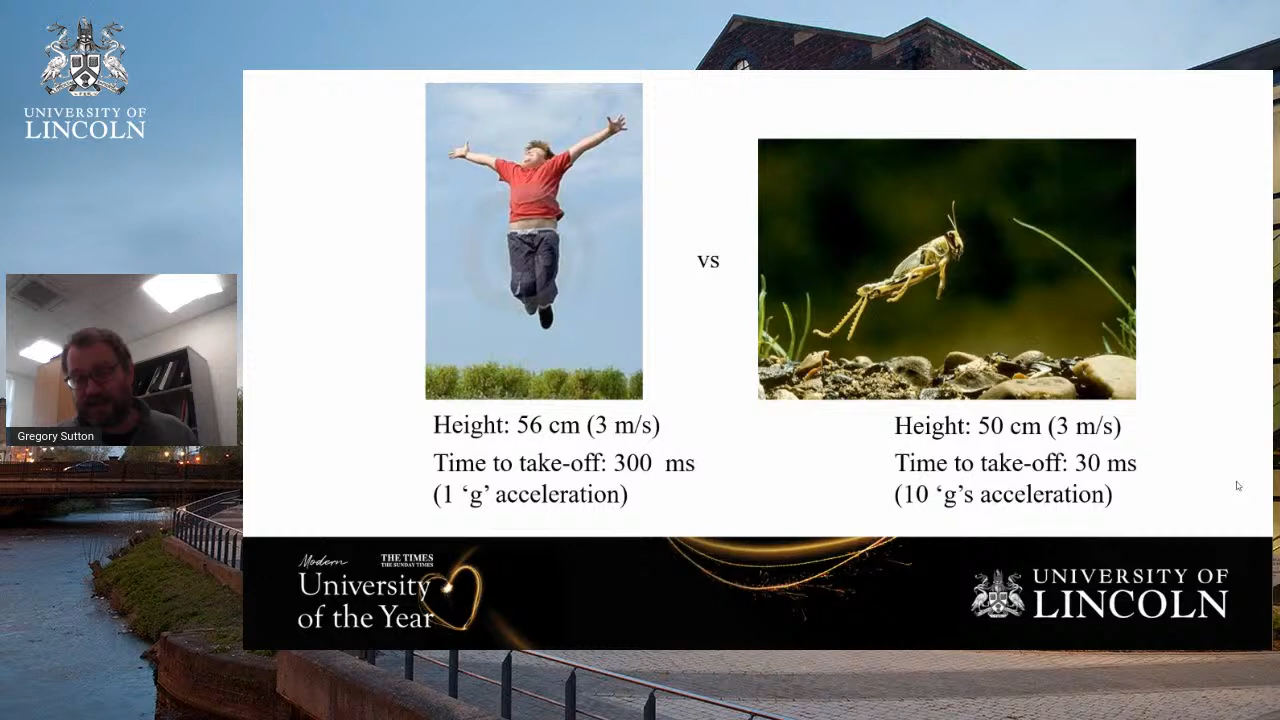 UNIVERSITY OF
LINCOLN
Gregory Sutton
vs
Height: 56 cm (3 m/s)
Time to take-off: 300 ms
(1 ‘g’ acceleration)
Height: 50 cm (3 m/s)
Time to take-off: 30 ms
(10 ‘g’s acceleration)
Modern
THE TIMES
THE SUNDAY TIMES
University
of the Year
UNIVERSITY OF
LINCOLN